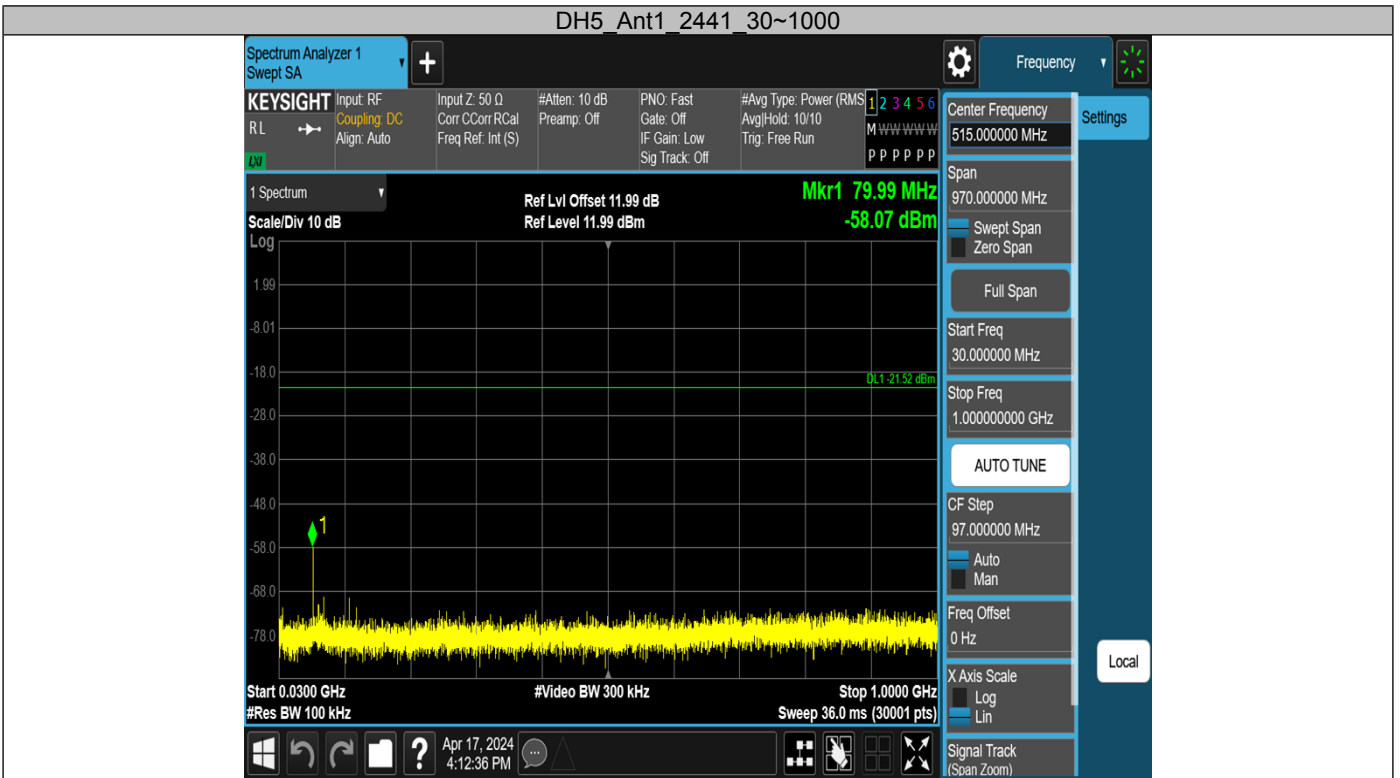 DH5_Ant1_2441_30~1000
Spectrum Analyzer 1
Swept SA
+
Frequency
KEYSIGHT
RL
LXI
Input: RF
Coupling: DC
Align: Auto
Input Z: 50 Ω
Corr CCorr RCal
Freq Ref: Int (S)
#Atten: 10 dB
Preamp: Off
PNO: Fast
Gate: Off
IF Gain: Low
Sig Track: Off
#Avg Type: Power (RMS
Avg|Hold: 10/10
Trig: Free Run
1 2 3 4 5 6
M W W W W W
P P P P P P
1 Spectrum
Scale/Div 10 dB
Log
Ref Lvl Offset 11.99 dB
Ref Level 11.99 dBm
Mkr1 79.99 MHz
-58.07 dBm
1.99
-8.01
-18.0
DL1 -21.52 dBm
-28.0
-38.0
-48.0
1
-58.0
-68.0
-78.0
Start 0.0300 GHz
#Video BW 300 kHz
Stop 1.0000 GHz
#Res BW 100 kHz
Sweep 36.0 ms (30001 pts)
Center Frequency
515.000000 MHz
Settings
Span
970.000000 MHz
Swept Span
Zero Span
Full Span
Start Freq
30.000000 MHz
Stop Freq
1.000000000 GHz
AUTO TUNE
CF Step
97.000000 MHz
Auto
Man
Freq Offset
0 Hz
X Axis Scale
Log
Lin
Local
Signal Track
(Span Zoom)
?
Apr 17, 2024
4:12:36 PM